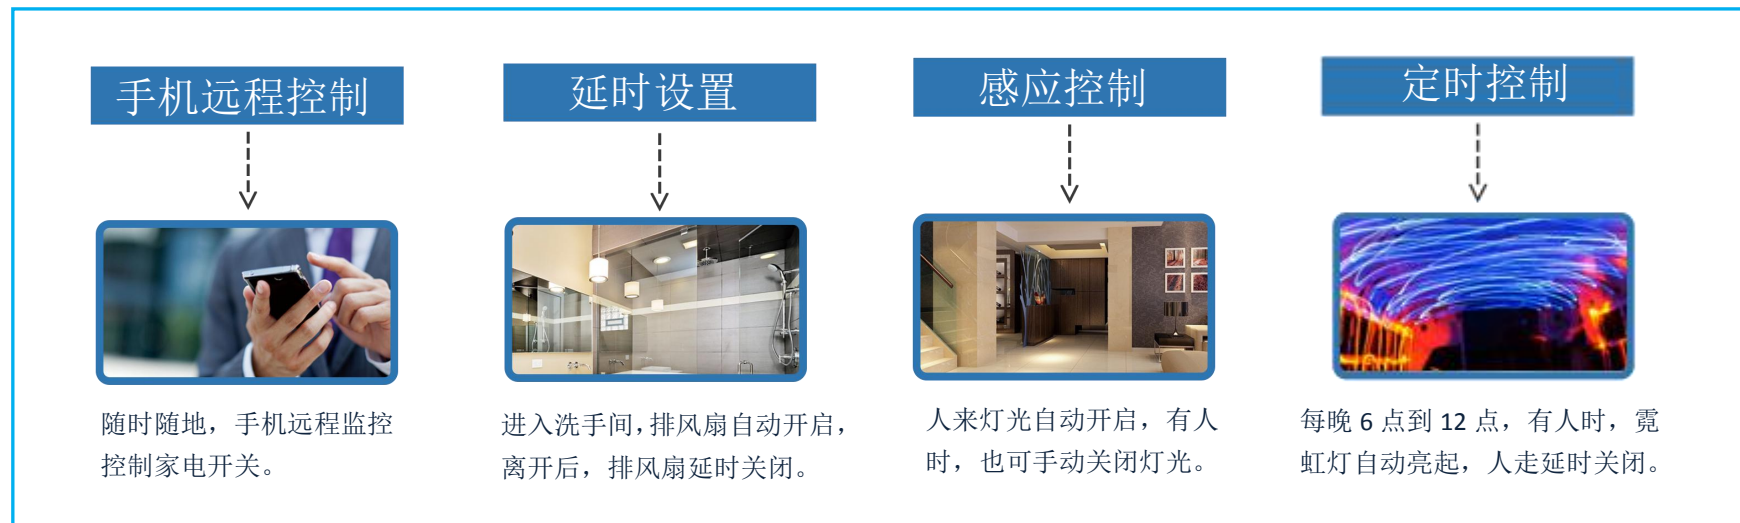 手机远程控制
延时设置
感应控制
定时控制
随时随地，手机远程监控
控制家电开关。
进入洗手间，排风扇自动开启，
离开后，排风扇延时关闭。
人来灯光自动开启，有人
时，也可手动关闭灯光。
每晚 6 点到 12 点，有人时，霓
虹灯自动亮起，人走延时关闭。